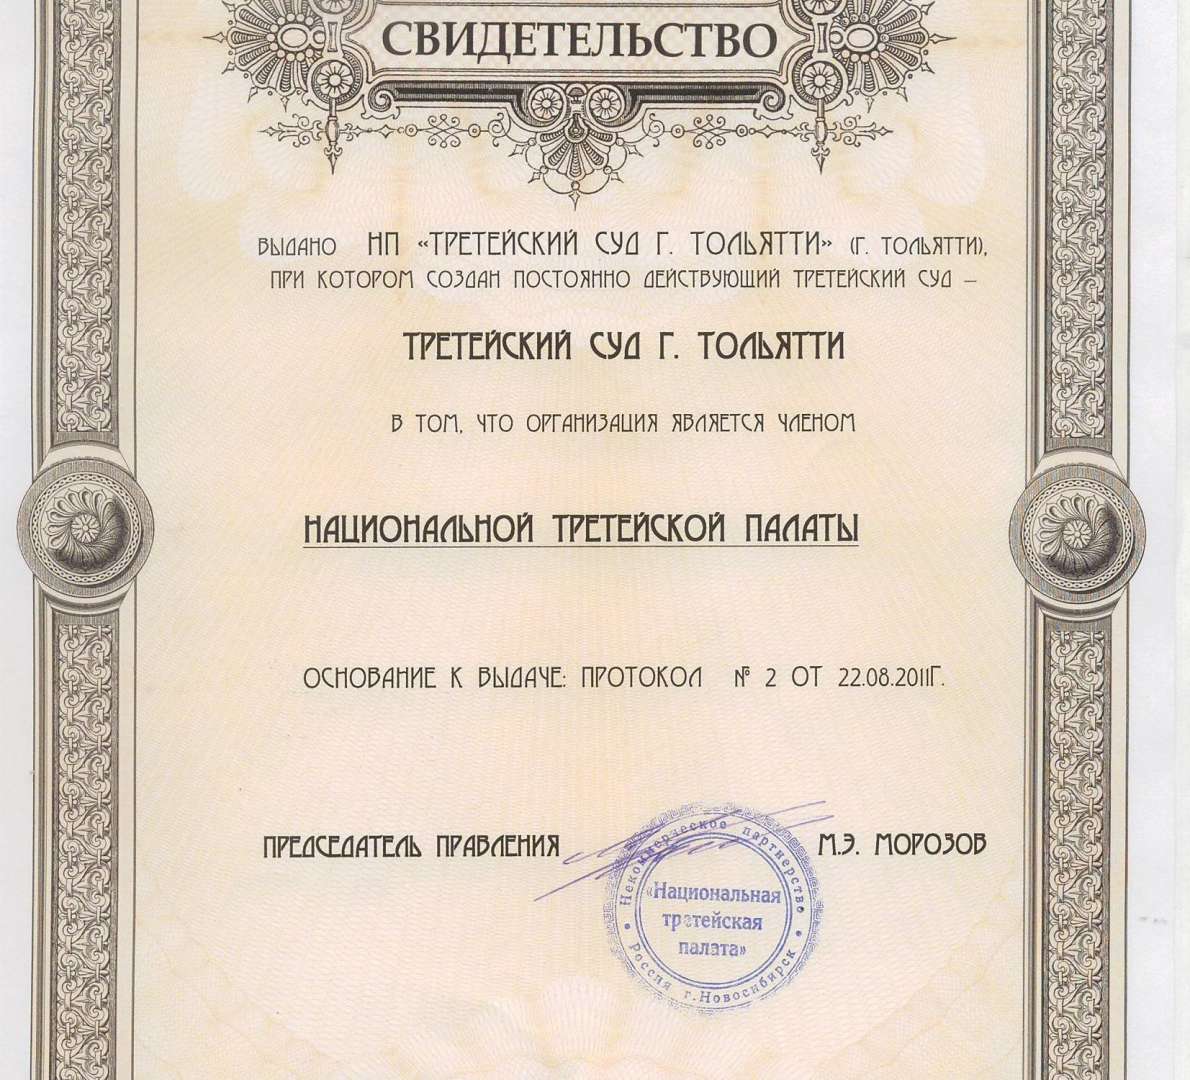 СВИДЕТЕЛЬСТВО
ВЫДАНО НП «ТРЕТЕЙСКИЙ СУД Г. ТОЛЬЯТТИ» (Г. ТОЛЬЯТТИ),
ПРИ КОТОРОМ СОЗДАН ПОСТОЯННО ДЕЙСТВУЮЩИЙ ТРЕТЕЙСКИЙ СУД –
ТРЕТЕЙСКИЙ СУД Г. ТОЛЬЯТТИ
В ТОМ, ЧТО ОРГАНИЗАЦИЯ ЯВЛЯЕТСЯ ЧЛЕНОМ
НАЦИОНАЛЬНОЙ ТРЕТЕЙСКОЙ ПАЛАТЫ
ОСНОВАНИЕ К ВЫДАЧЕ: ПРОТОКОЛ № 2 ОТ 22.08.2011Г.
ПРЕДСЕДАТЕЛЬ ПРАВЛЕНИЯ М.Э. МОРОЗОВ
Некоммерческое партнерство
«Национальная
третейская
палата»
Россия г.Новосибирск